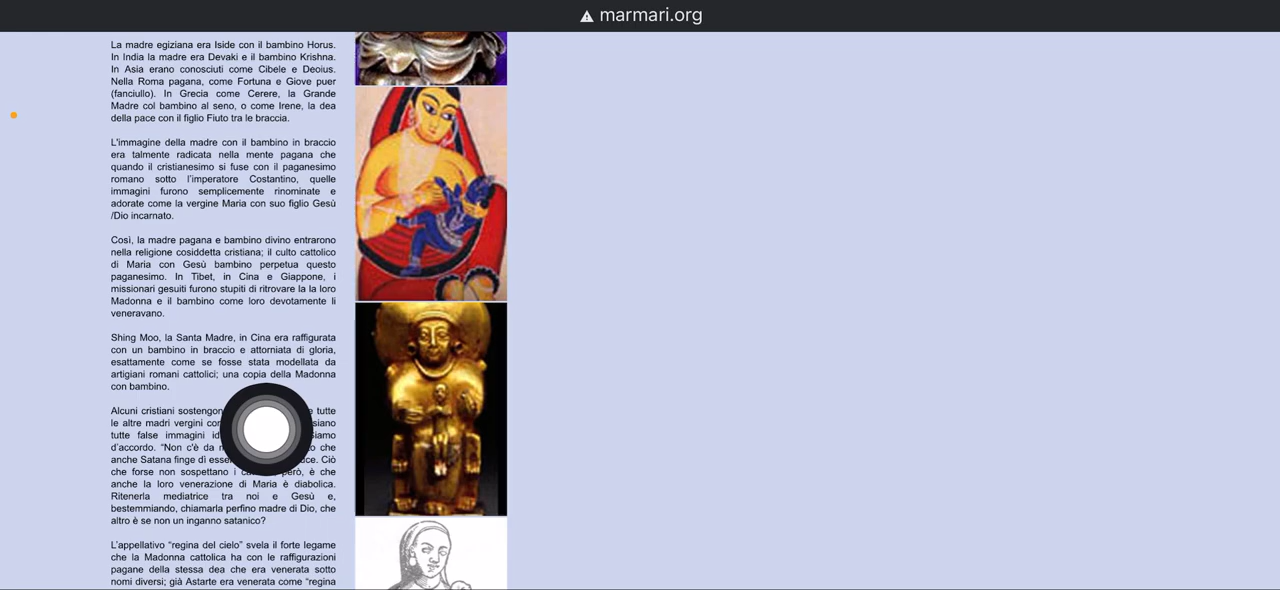 marmari.org
La madre egiziana era Iside con il bambino Horus.
In India la madre era Devaki e il bambino Krishna.
In Asia erano conosciuti come Cibele e Deoius.
Nella Roma pagana, come Fortuna e Giove puer
(fanciullo). In Grecia come Cerere, la Grande
Madre col bambino al seno, o come Irene, la dea
della pace con il figlio Fiuto tra le braccia.
L'immagine della madre con il bambino in braccio
era talmente radicata nella mente pagana che
quando il cristianesimo si fuse con il paganesimo
romano sotto l'imperatore Costantino, quelle
immagini furono semplicemente rinominate e
adorate come la vergine Maria con suo figlio Gesù
/Dio incarnato.
Così, la madre pagana e bambino divino entrarono
nella religione cosiddetta cristiana; il culto cattolico
di Maria con Gesù bambino perpetua questo
paganesimo. In Tibet, in Cina e Giappone, i
missionari gesuiti furono stupiti di ritrovare la la loro
Madonna e il bambino come loro devotamente li
veneravano.
Shing Moo, la Santa Madre, in Cina era raffigurata
con un bambino in braccio e attorniata di gloria,
esattamente come se fosse stata modellata da
artigiani romani cattolici; una copia della Madonna
con bambino.
Alcuni cristiani tutte
le altre madri vergini siano
tutte false immagini
d'accordo. “Non c'è da che
anche Satana finge dì Ciò
che forse non sospettano i però, è che
anche la loro venerazione di Maria è diabolica.
Ritenerla mediatrice tra noi e Gesù e,
bestemmiando, chiamarla perfino madre di Dio, che
altro è se non un inganno satanico?
L'appellativo “regina del cielo” svela il forte legame
che la Madonna cattolica ha con le raffigurazioni
pagane della stessa dea che era venerata sotto
nomi diversi; già Astarte era venerata come “regina